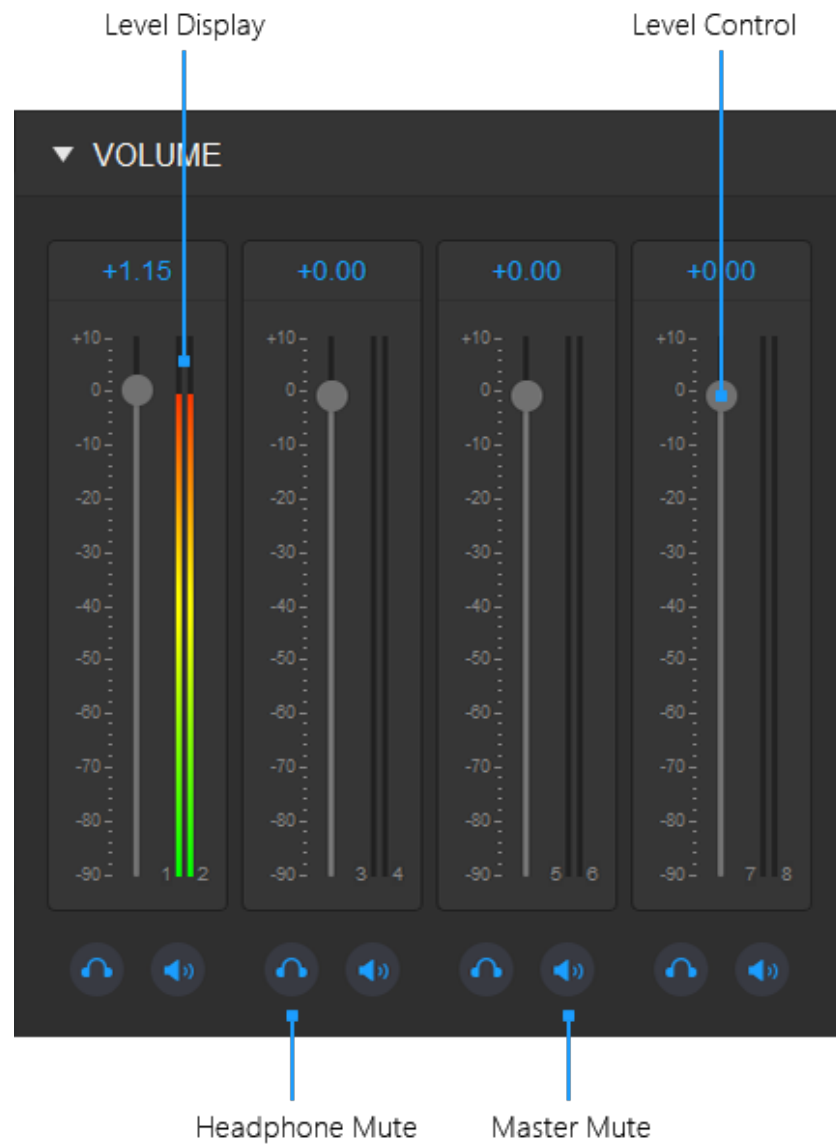 Level Display Level Control
VOLUME
+1.15 +0.00 +0.00 +0.00
+10 +10 +10 +10
0 0 0 0
-10 -10 -10 -10
-20 -20 -20 -20
-30 -30 -30 -30
-40 -40 -40 -40
-50 -50 -50 -50
-60 -60 -60 -60
-70 -70 -70 -70
-80 -80 -80 -80
-90 1 2 -90 3 4 -90 5 6 -90 7 8
Headphone Mute Master Mute